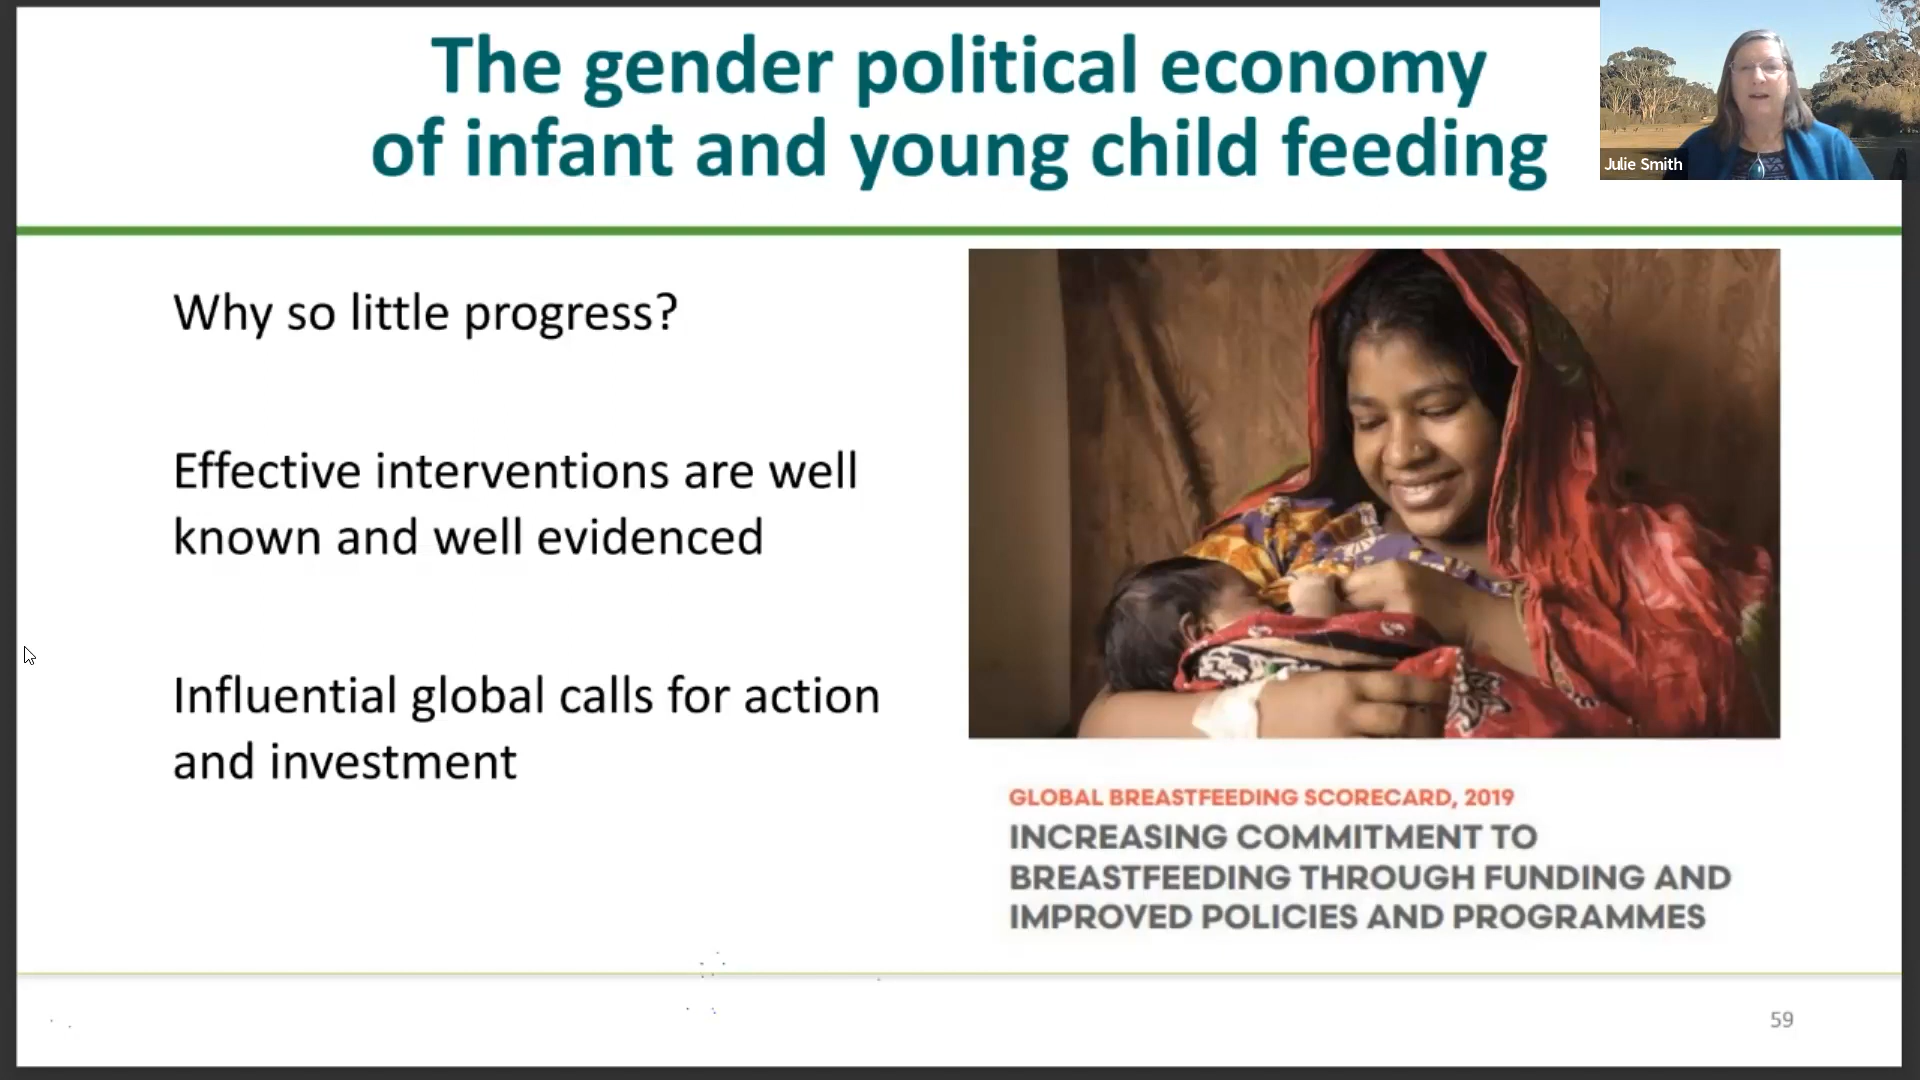 The gender political economy
of infant and young child feeding
Julie Smith
Why so little progress?
Effective interventions are well
known and well evidenced
Influential global calls for action
and investment
GLOBAL BREASTFEEDING SCORECARD, 2019
INCREASING COMMITMENT TO
BREASTFEEDING THROUGH FUNDING AND
IMPROVED POLICIES AND PROGRAMMES
59